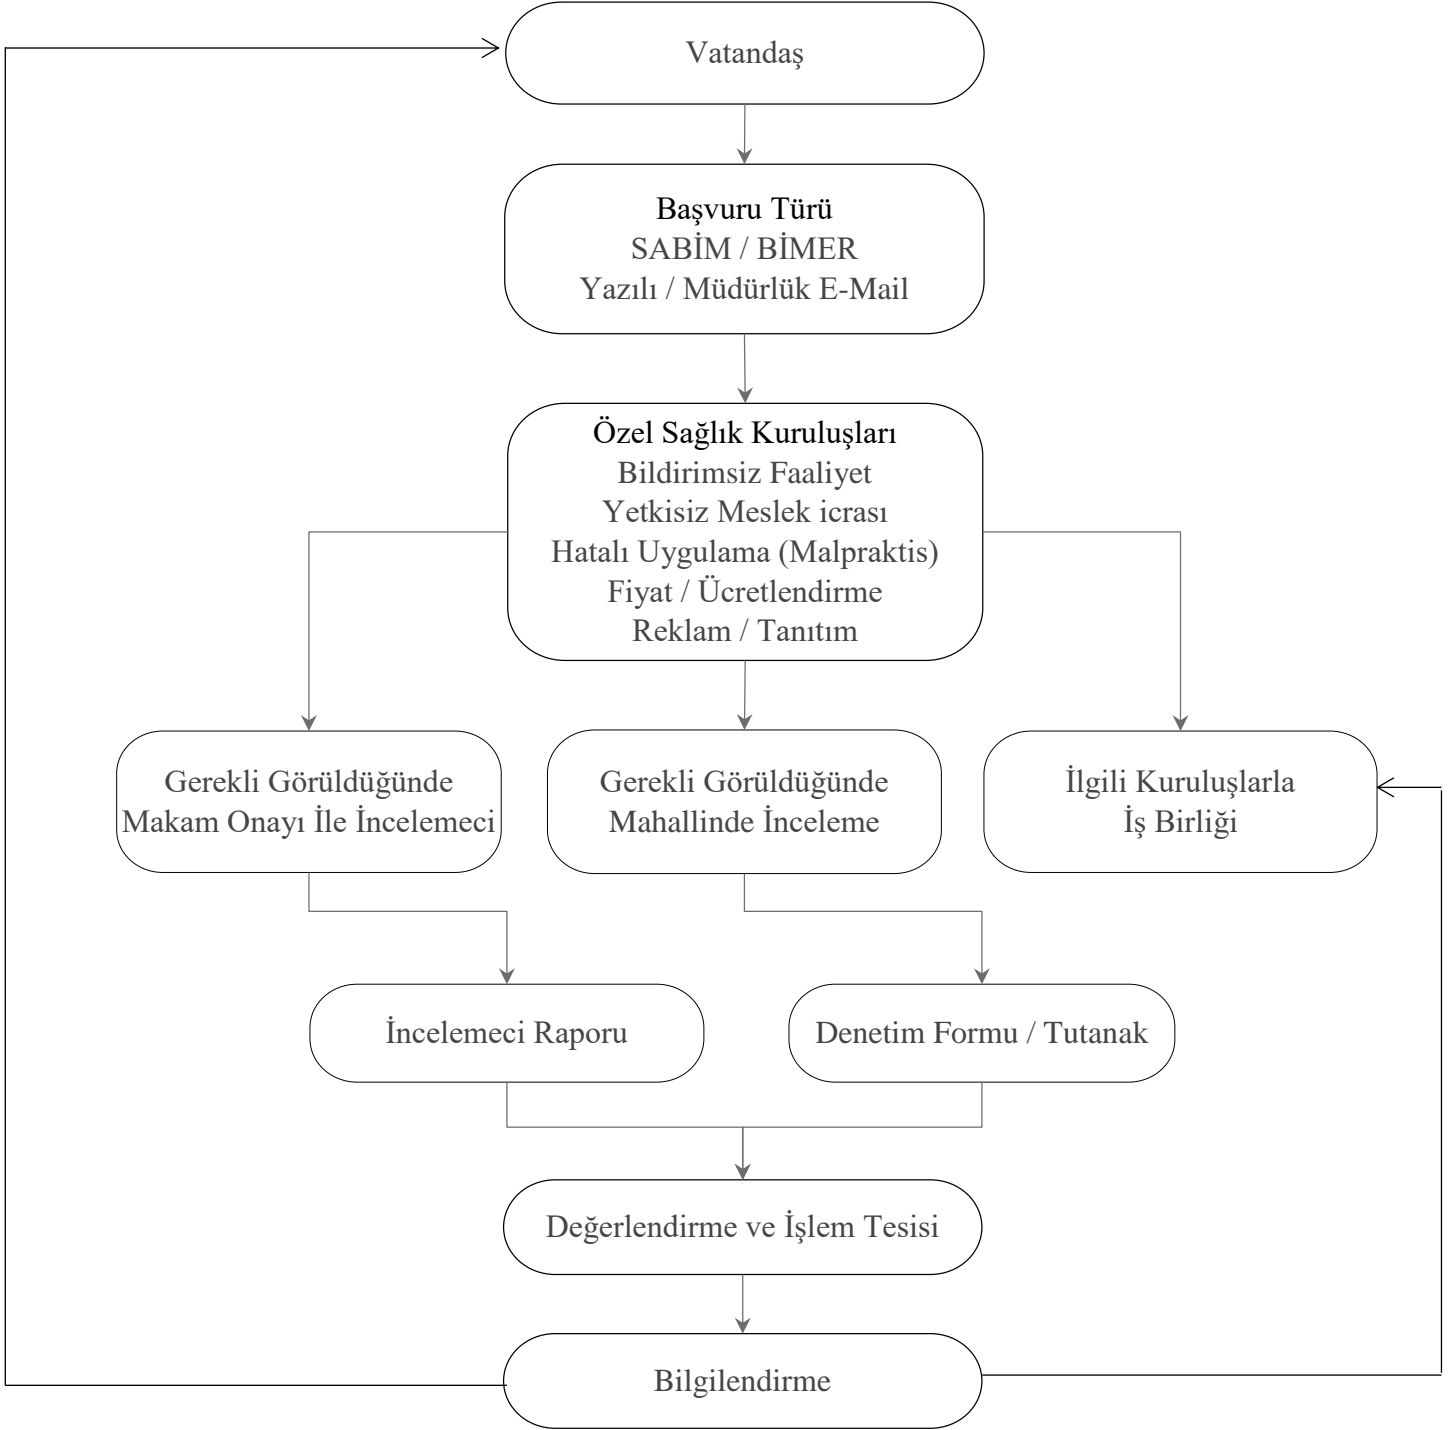 Vatandaş
Başvuru Türü
SABİM / BİMER
Yazılı / Müdürlük E-Mail
Özel Sağlık Kuruluşları
Bildirimsiz Faaliyet
Yetkisiz Meslek icrası
Hatalı Uygulama (Malpraktis)
Fiyat / Ücretlendirme
Reklam / Tanıtım
Gerekli Görüldüğünde
Makam Onayı İle İncelemeci
Gerekli Görüldüğünde
Mahallinde İnceleme
İlgili Kuruluşlarla
İş Birliği
İncelemeci Raporu
Denetim Formu / Tutanak
Değerlendirme ve İşlem Tesisi
Bilgilendirme